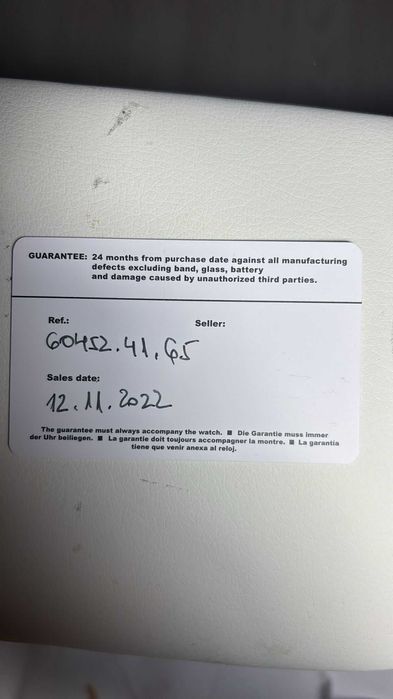 GUARANTEE: 24 months from purchase date against all manufacturing
defects excluding band, glass, battery
and damage caused by unauthorized third parties.
Ref.: Seller:
60452.41.65
Sales date;
12.11.2022
The guarantee must always accompany the watch. ■ Die Garantie muss immer
der Uhr beiliegen. ■ La garantie doit toujours accompagner la montre. ■ La garantia
tiene que venir anexa al reloj.